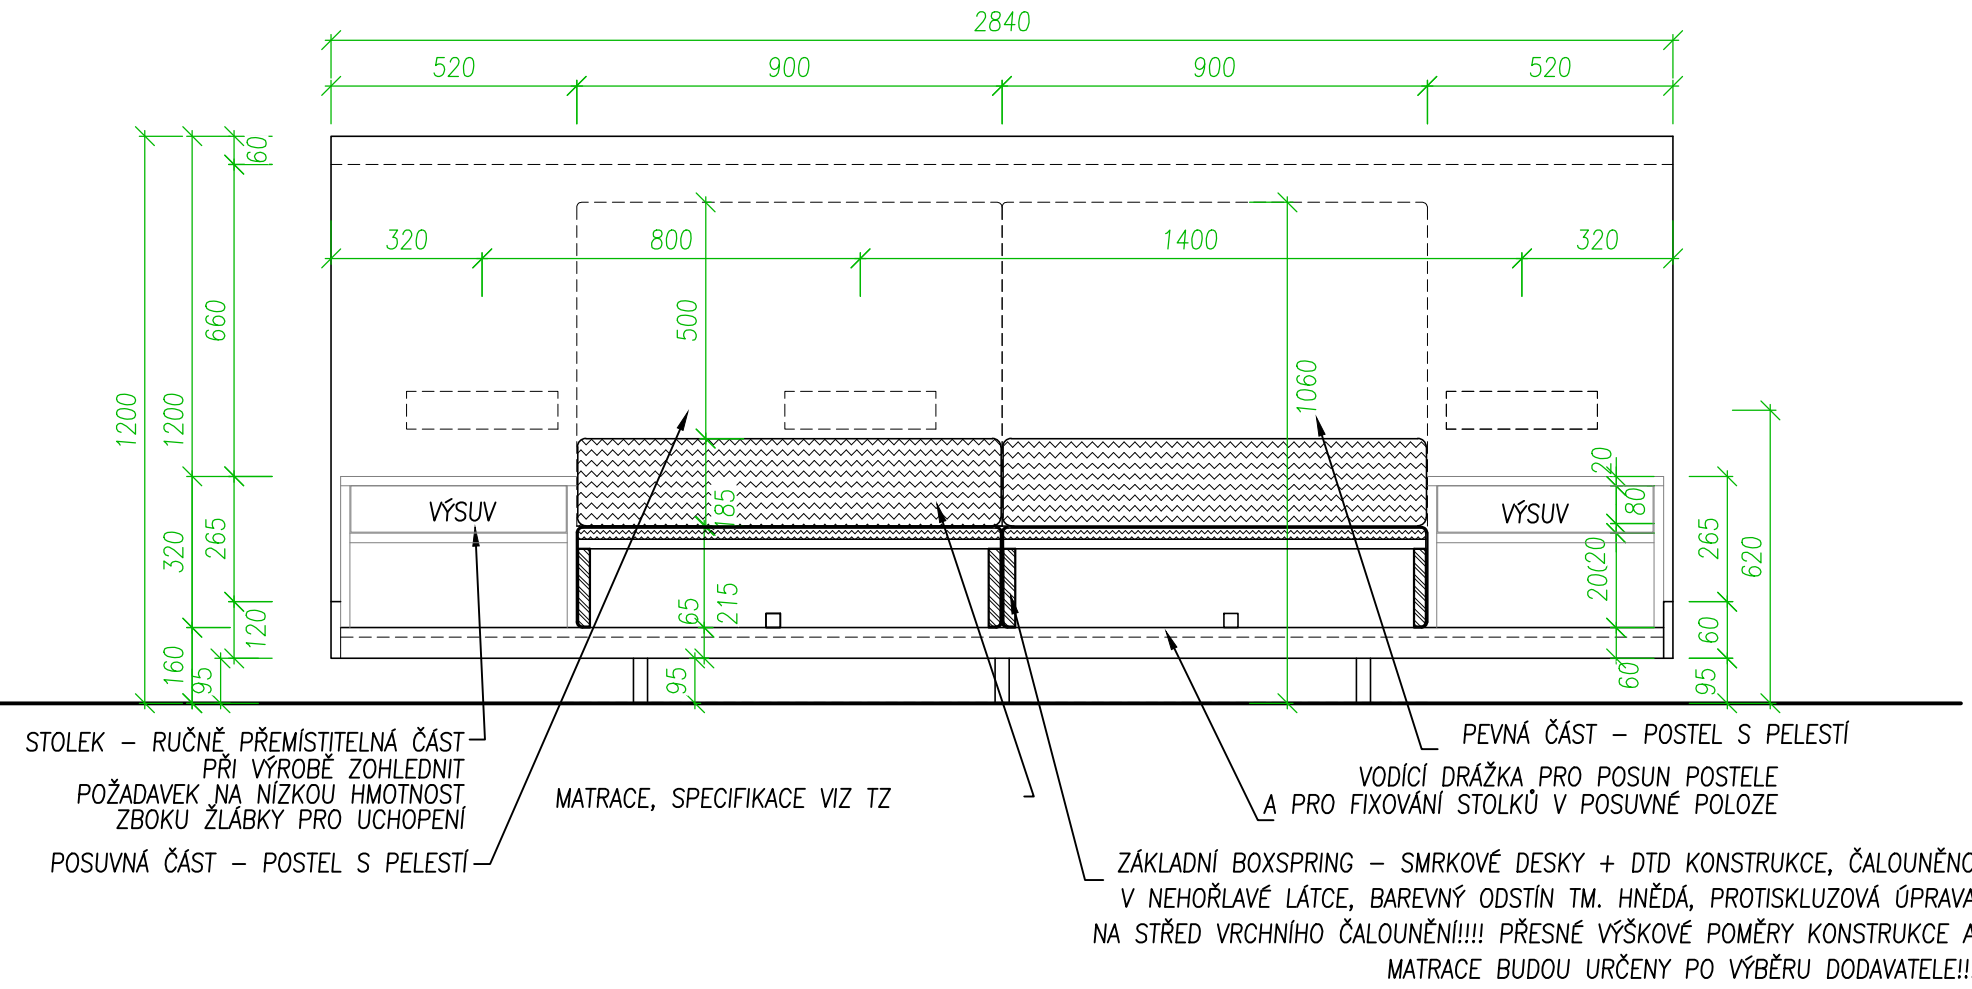 2840
520 900 900 520
60
320 800 1400 320
660
500
1060
1200
1200
20
185
VÝSUV
VÝSUV
80
320
265
265
620
20(20
65
215
120
60
160
95
95
60
95
STOLEK – RUČNĚ PŘEMÍSTITELNÁ ČÁST
PŘI VÝROBĚ ZOHLEDNIT
POŽADAVEK NA NÍZKOU HMOTNOST
ZBOKU ŽLÁBKY PRO UCHOPENÍ
POSUVNÁ ČÁST – POSTEL S PELESTÍ
MATRACE, SPECIFIKACE VIZ TZ
PEVNÁ ČÁST – POSTEL S PELESTÍ
VODÍCÍ DRÁŽKA PRO POSUN POSTELE
A PRO FIXOVÁNÍ STOLKŮ V POSUVNÉ POLOZE
ZÁKLADNÍ BOXSPRING – SMRKOVÉ DESKY + DTD KONSTRUKCE, ČALOUNĚNO
V NEHOŘLAVÉ LÁTCE, BAREVNÝ ODSTÍN TM. HNĚDÁ, PROTISKLUZOVÁ ÚPRAVA
NA STŘED VRCHNÍHO ČALOUNĚNÍ!!!! PŘESNÉ VÝŠKOVÉ POMĚRY KONSTRUKCE A
MATRACE BUDOU URČENY PO VÝBĚRU DODAVATELE!!!